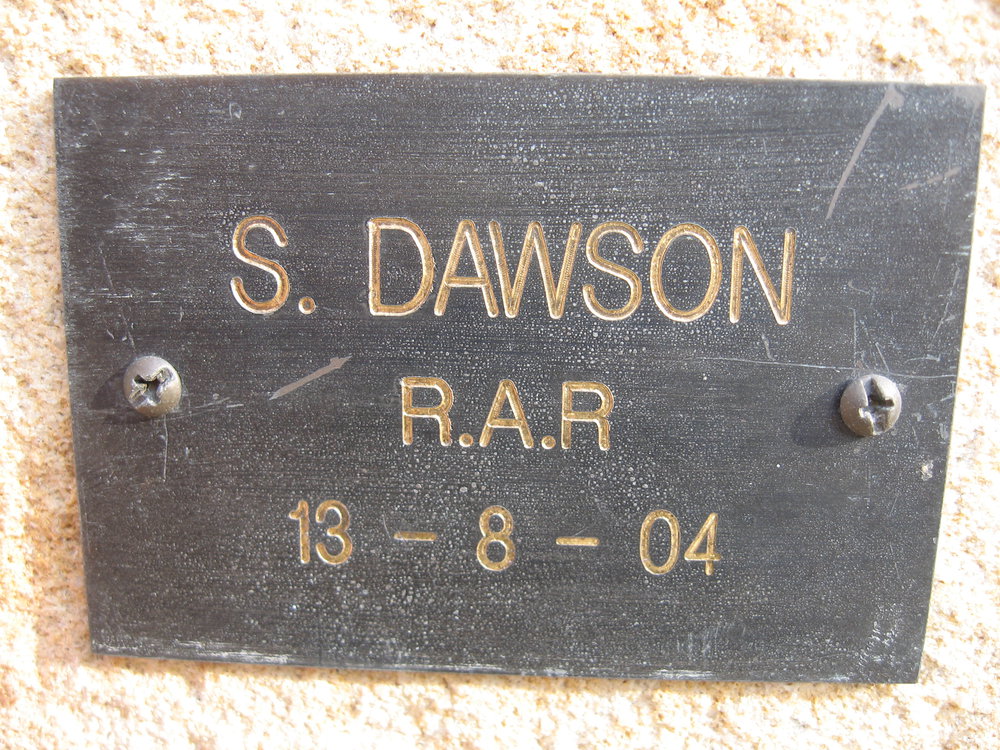 S. DAWSON
R.A.R
13 - 8 - 04